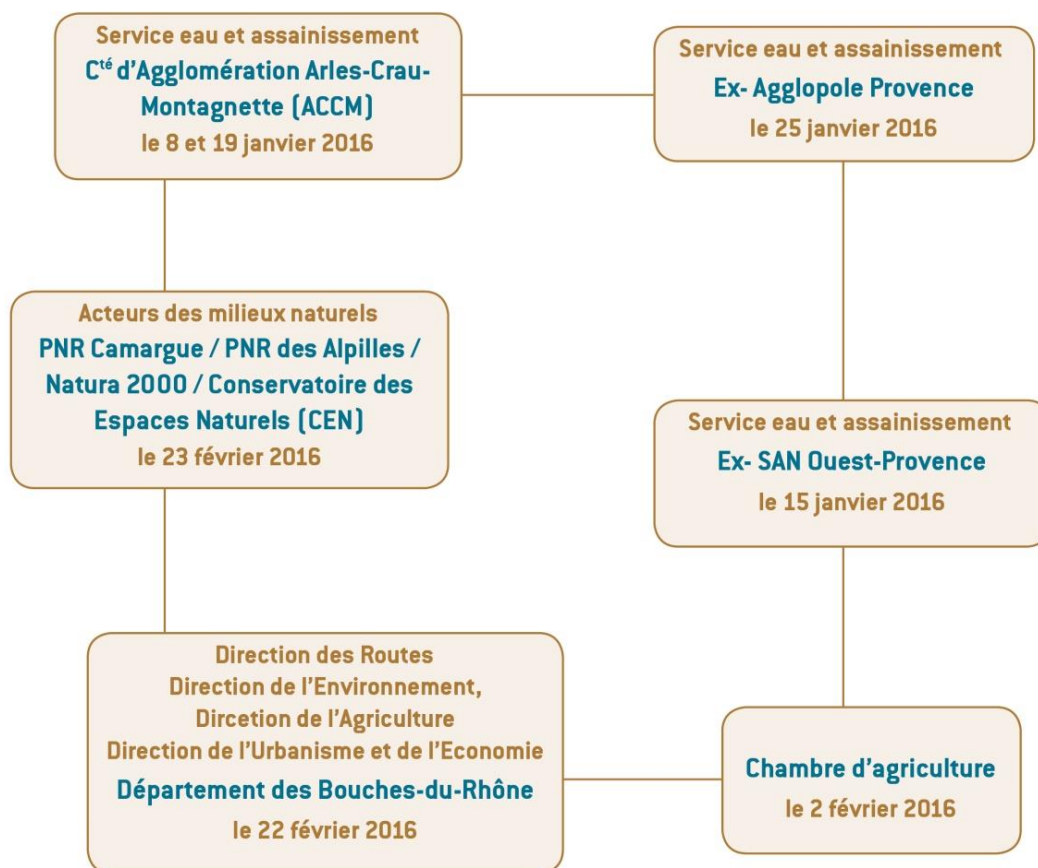 Service eau et assainissement
Cté d'Agglomération Arles-Crau-
Montagnette (ACCM)
le 8 et 19 janvier 2016
Service eau et assainissement
Ex- Agglopole Provence
le 25 janvier 2016
Acteurs des milieux naturels
PNR Camargue / PNR des Alpilles /
Natura 2000 / Conservatoire des
Espaces Naturels (CEN)
le 23 février 2016
Service eau et assainissement
Ex- SAN Ouest-Provence
le 15 janvier 2016
Direction des Routes
Direction de l'Environnement,
Dircetion de l'Agriculture
Direction de l'Urbanisme et de l'Economie
Département des Bouches-du-Rhône
le 22 février 2016
Chambre d'agriculture
le 2 février 2016